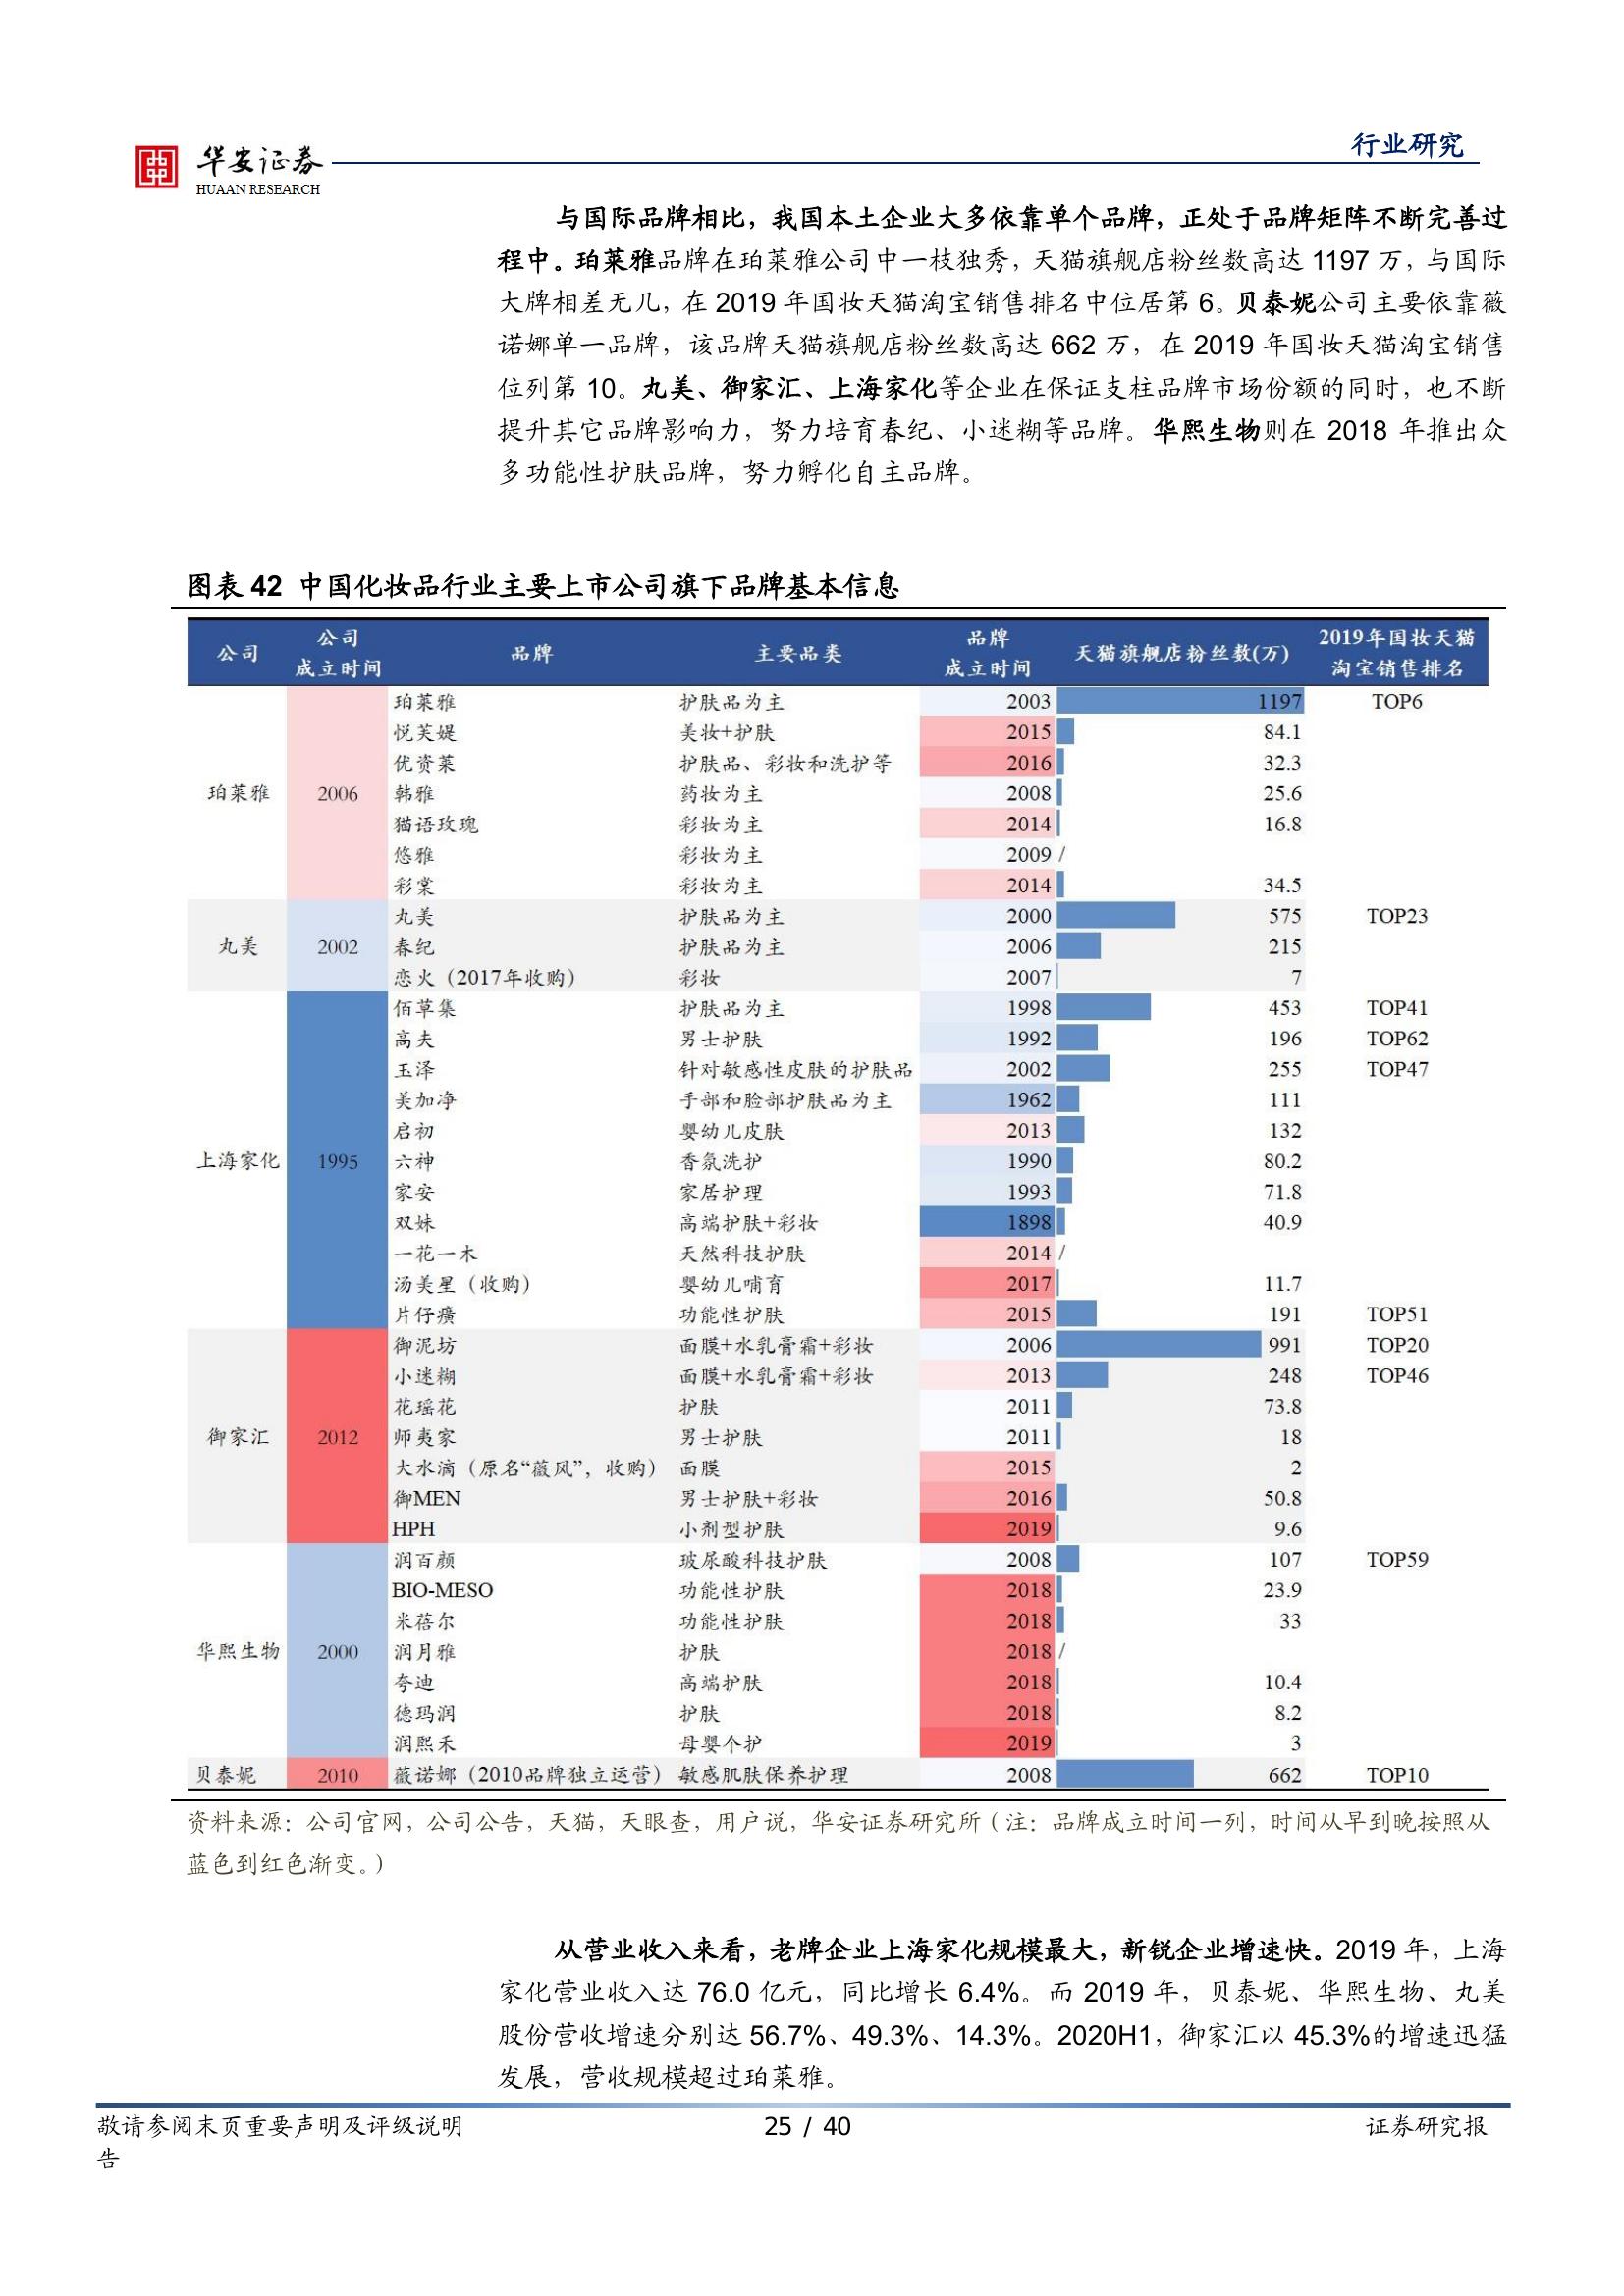 行业研究
华安证券
HUAAN RESEARCH
与国际品牌相比，我国本土企业大多依靠单个品牌，正处于品牌矩阵不断完善过
程中。珀莱雅品牌在珀莱雅公司中一枝独秀，天猫旗舰店粉丝数高达 1197 万，与国际
大牌相差无几，在 2019 年国妆天猫淘宝销售排名中位居第 6。贝泰妮公司主要依靠薇
诺娜单一品牌，该品牌天猫旗舰店粉丝数高达 662 万，在 2019 年国妆天猫淘宝销售
位列第 10。丸美、御家汇、上海家化等企业在保证支柱品牌市场份额的同时，也不断
提升其它品牌影响力，努力培育春纪、小迷糊等品牌。华熙生物则在 2018 年推出众
多功能性护肤品牌，努力孵化自主品牌。
图表 42 中国化妆品行业主要上市公司旗下品牌基本信息
公司 公司成立时间 品牌 主要品类 品牌成立时间 天猫旗舰店粉丝数(万) 2019年国妆天猫淘宝销售排名
珀莱雅 护肤品为主 2003 1197 TOP6
悦芙媞 美妆+护肤 2015 84.1
优资莱 护肤品、彩妆和洗护等 2016 32.3
珀莱雅 2006 韩雅 药妆为主 2008 25.6
猫语玫瑰 彩妆为主 2014 16.8
悠雅 彩妆为主 2009 /
彩棠 彩妆为主 2014 34.5
丸美 护肤品为主 2000 575 TOP23
丸美 2002 春纪 护肤品为主 2006 215
恋火（2017年收购） 彩妆 2007 7
佰草集 护肤品为主 1998 453 TOP41
高夫 男士护肤 1992 196 TOP62
玉泽 针对敏感性皮肤的护肤品 2002 255 TOP47
美加净 手部和脸部护肤品为主 1962 111
启初 婴幼儿皮肤 2013 132
上海家化 1995 六神 香氛洗护 1990 80.2
家安 家居护理 1993 71.8
双妹 高端护肤+彩妆 1898 40.9
一花一木 天然科技护肤 2014 /
汤美星（收购） 婴幼儿哺育 2017 11.7
片仔癀 功能性护肤 2015 191 TOP51
御泥坊 面膜+水乳膏霜+彩妆 2006 991 TOP20
小迷糊 面膜+水乳膏霜+彩妆 2013 248 TOP46
花瑶花 护肤 2011 73.8
御家汇 2012 师夷家 男士护肤 2011 18
大水滴（原名“薇风”，收购） 面膜 2015 2
御MEN 男士护肤+彩妆 2016 50.8
HPH 小剂型护肤 2019 9.6
润百颜 玻尿酸科技护肤 2008 107 TOP59
BIO-MESO 功能性护肤 2018 23.9
米蓓尔 功能性护肤 2018 33
华熙生物 2000 润月雅 护肤 2018 /
夸迪 高端护肤 2018 10.4
德玛润 护肤 2018 8.2
润熙禾 母婴个护 2019 3
贝泰妮 2010 薇诺娜（2010品牌独立运营） 敏感肌肤保养护理 2008 662 TOP10
资料来源：公司官网，公司公告，天猫，天眼查，用户说，华安证券研究所（注：品牌成立时间一列，时间从早到晚按照从
蓝色到红色渐变。）
从营业收入来看，老牌企业上海家化规模最大，新锐企业增速快。2019 年，上海
家化营业收入达 76.0 亿元，同比增长 6.4%。而 2019 年，贝泰妮、华熙生物、丸美
股份营收增速分别达 56.7%、49.3%、14.3%。2020H1，御家汇以 45.3%的增速迅猛
发展，营收规模超过珀莱雅。
敬请参阅末页重要声明及评级说明 25 / 40 证券研究报
告